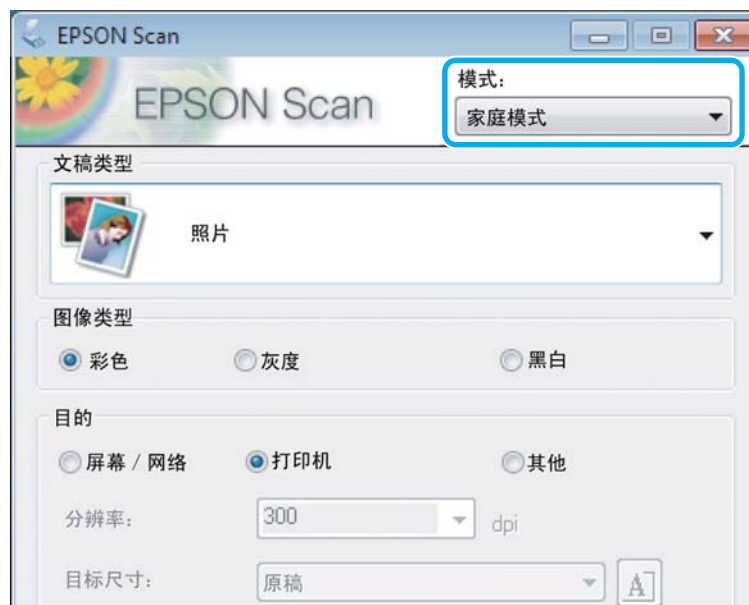 EPSON Scan
EPSON Scan
模式：
家庭模式
文稿类型
照片
图像类型
彩色 灰度 黑白
目的
屏幕 / 网络 打印机 其他
分辨率： 300 dpi
目标尺寸： 原稿 A